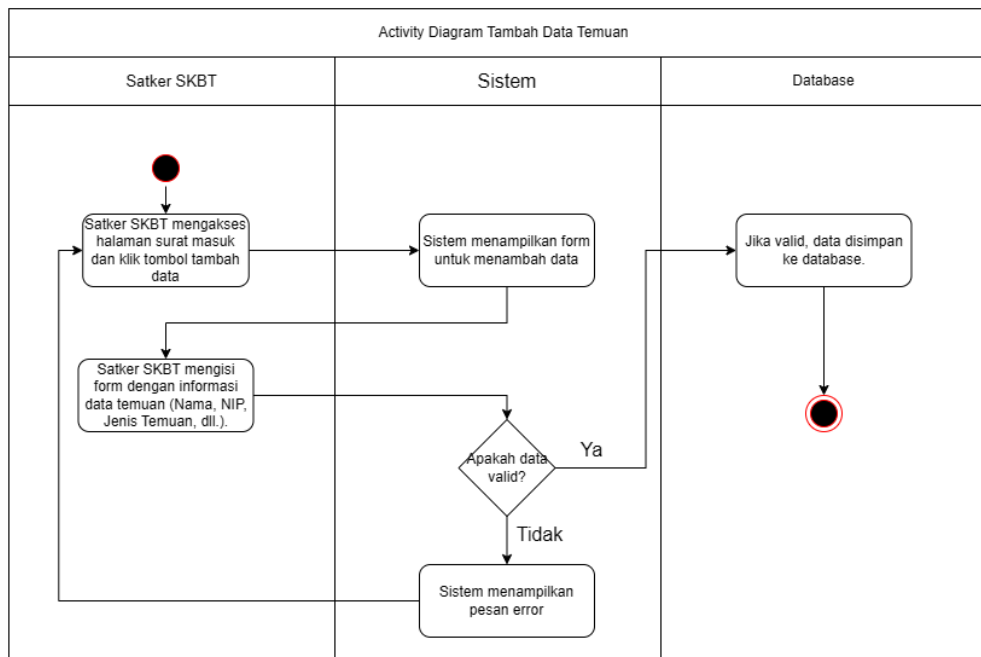 Activity Diagram Tambah Data Temuan
Satker SKBT
Sistem
Database
Satker SKBT mengakses
halaman surat masuk
dan klik tombol tambah
data
Sistem menampilkan form
untuk menambah data
Jika valid, data disimpan
ke database.
Satker SKBT mengisi
form dengan informasi
data temuan (Nama, NIP,
Jenis Temuan, dll.).
Apakah data
valid?
Ya
Tidak
Sistem menampilkan
pesan error